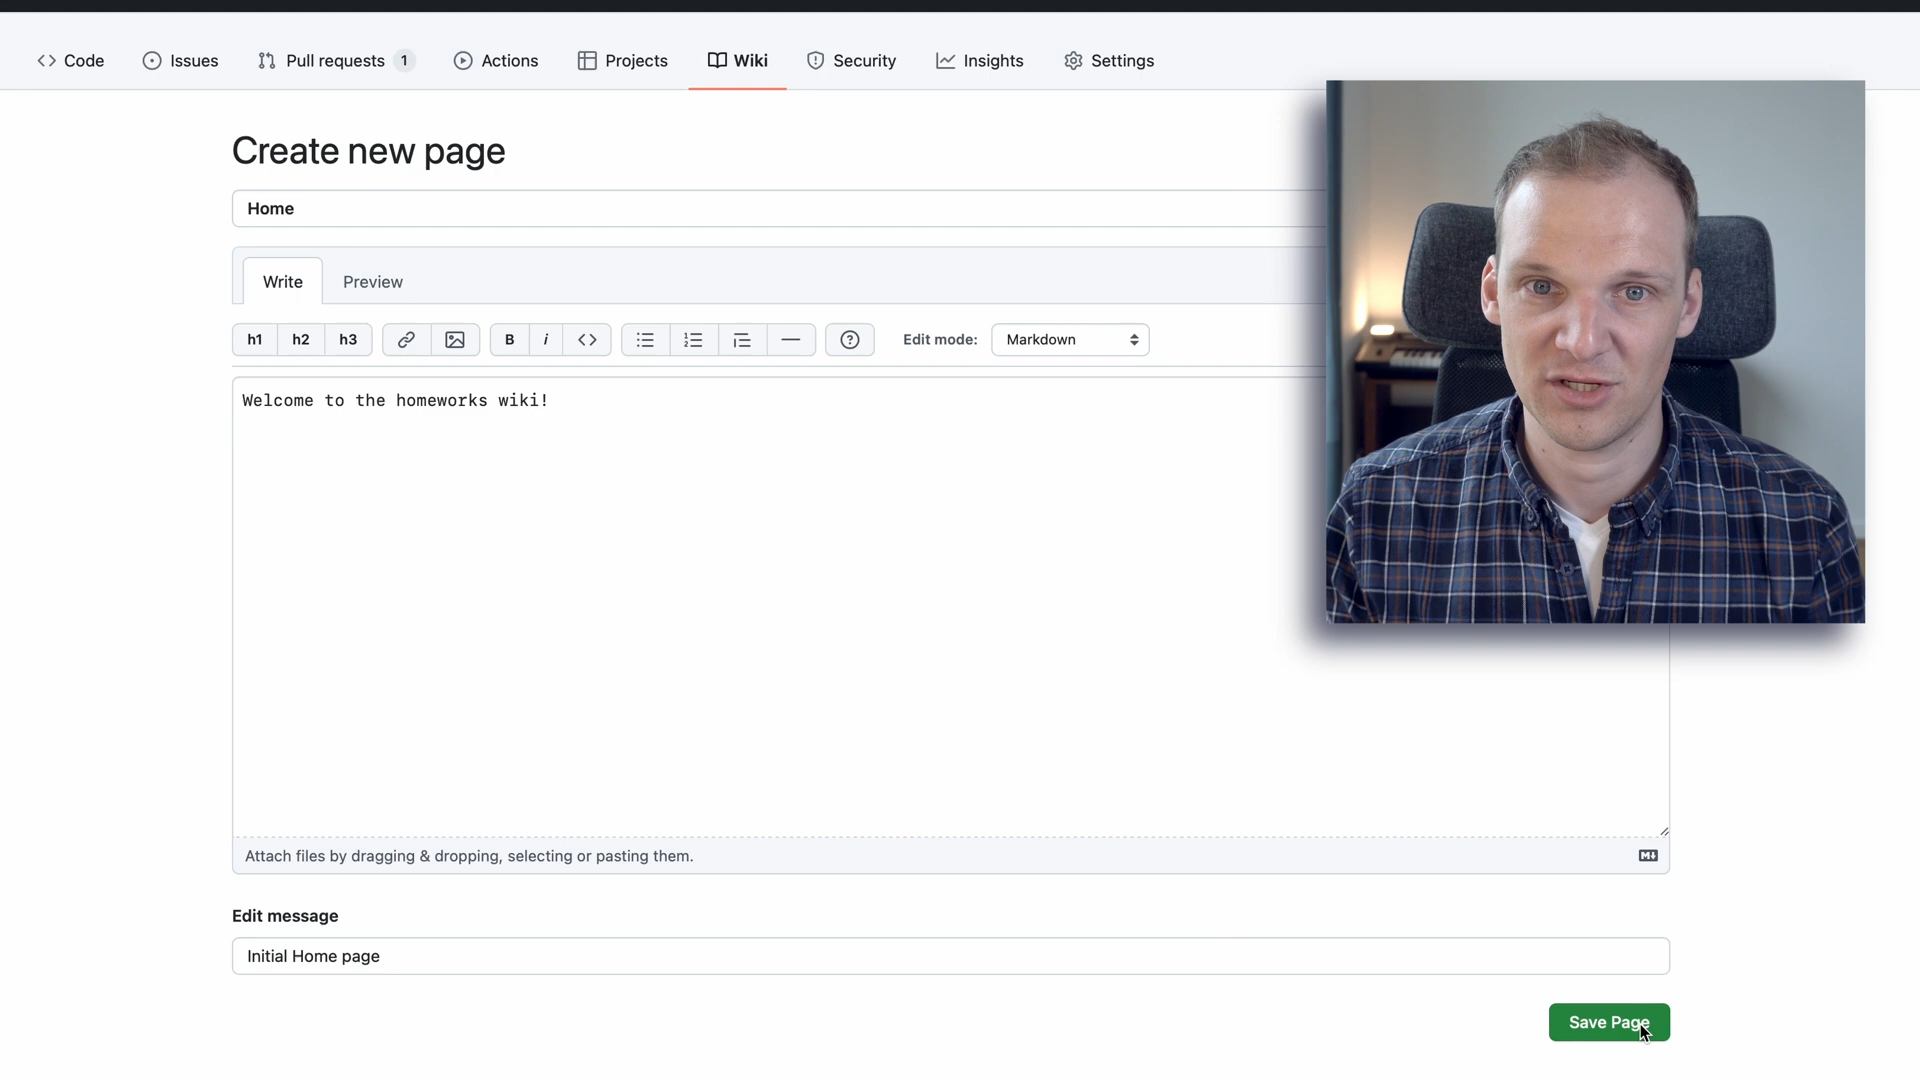 Code Issues Pull requests 1 Actions Projects Wiki Security Insights Settings
Create new page
Home
Write Preview
h1 h2 h3 B i Edit mode: Markdown
Welcome to the homeworks wiki!
Attach files by dragging & dropping, selecting or pasting them.
Edit message
Initial Home page
Save Page